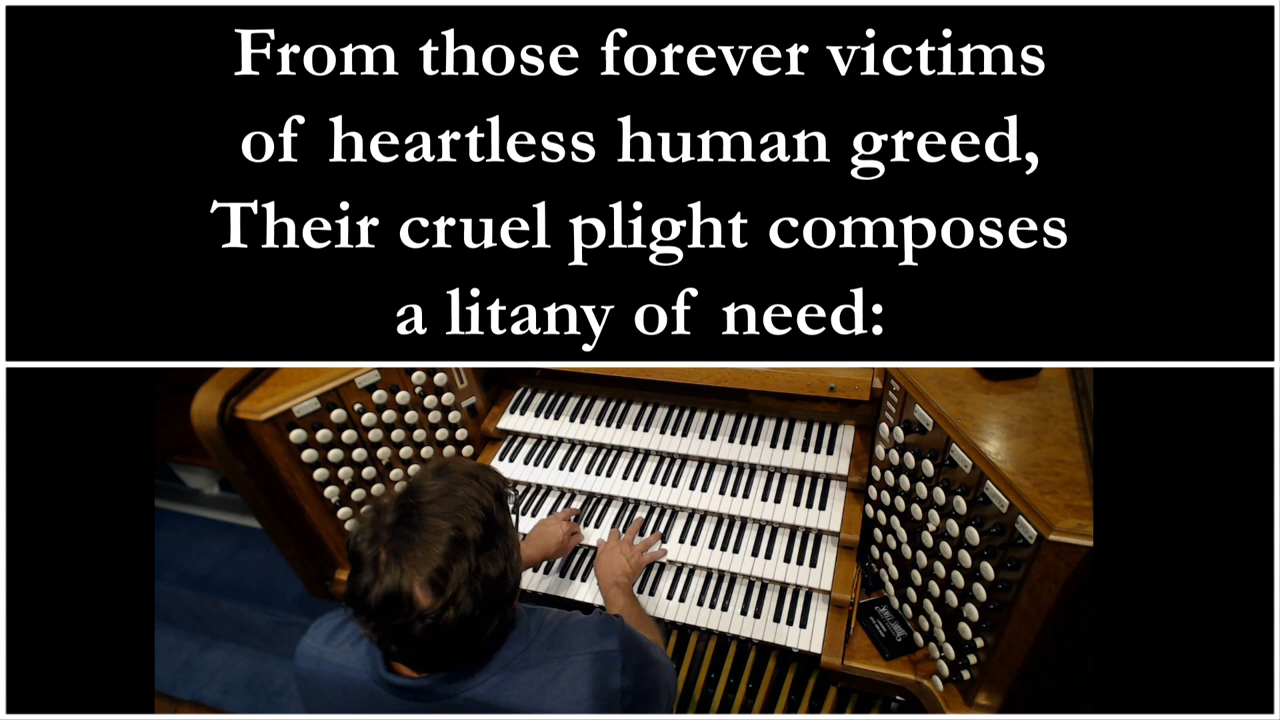 From those forever victims
of heartless human greed,
Their cruel plight composes
a litany of need: